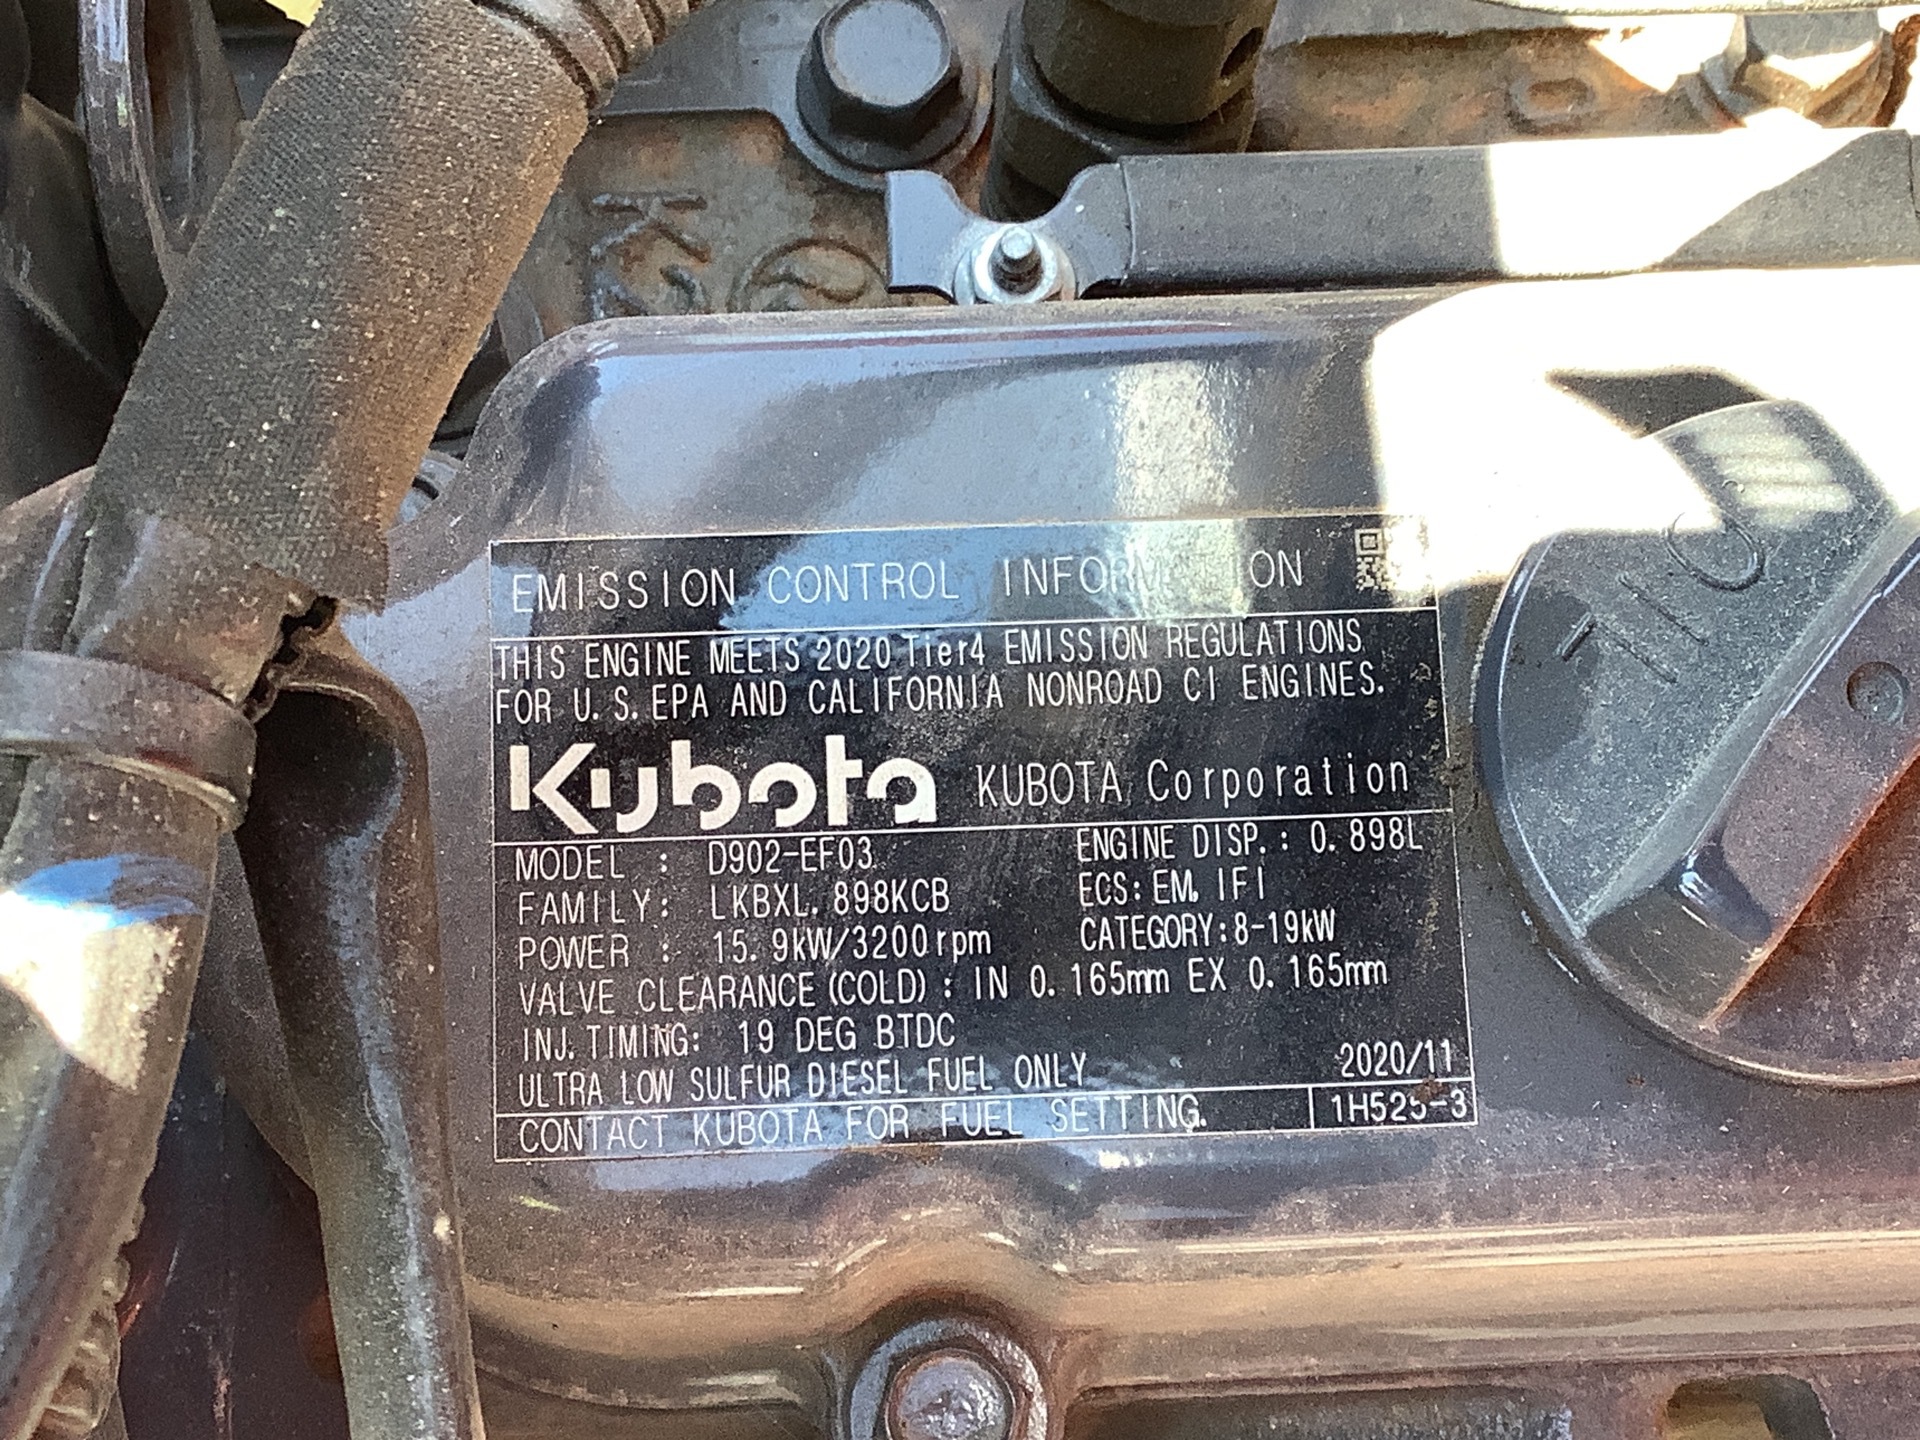 EMISSION CONTROL INFORMATION
THIS ENGINE MEETS 2020 Tier4 EMISSION REGULATIONS
FOR U.S.EPA AND CALIFORNIA NONROAD CI ENGINES.
Kubota KUBOTA Corporation
MODEL : D902-EF03 ENGINE DISP.: 0.898L
FAMILY: LKBXL.898KCB ECS:EM,IFI
POWER : 15.9kW/3200rpm CATEGORY:8-19kW
VALVE CLEARANCE(COLD): IN 0.165mm EX 0.165mm
INJ.TIMING: 19 DEG BTDC
ULTRA LOW SULFUR DIESEL FUEL ONLY 2020/11
CONTACT KUBOTA FOR FUEL SETTING. 1H525-3